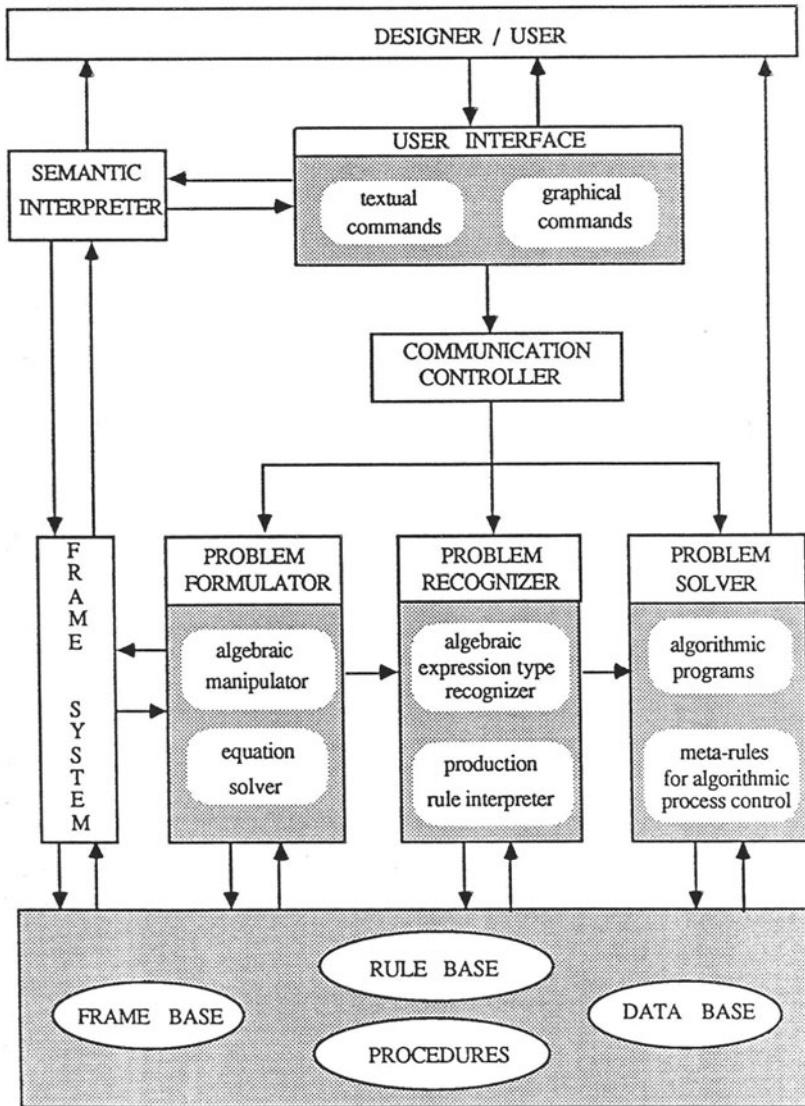 DESIGNER / USER
USER INTERFACE
SEMANTIC
INTERPRETER
textual
commands
graphical
commands
COMMUNICATION
CONTROLLER
FRAME SYSTEM
PROBLEM
FORMULATOR
algebraic
manipulator
equation
solver
PROBLEM
RECOGNIZER
algebraic
expression type
recognizer
production
rule interpreter
PROBLEM
SOLVER
algorithmic
programs
meta-rules
for algorithmic
process control
FRAME BASE
RULE BASE
PROCEDURES
DATA BASE